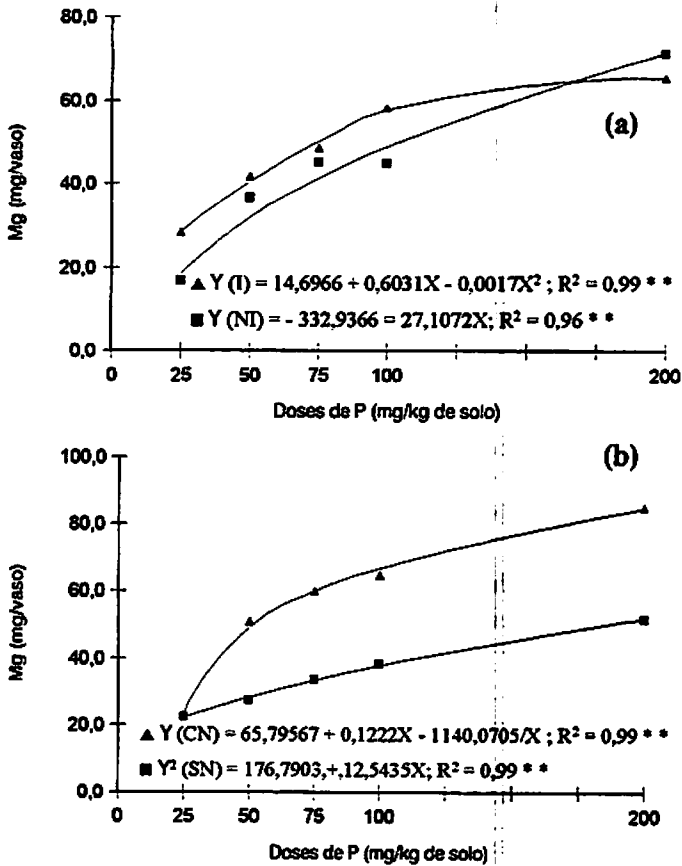 80,0
60,0
40,0
20,0
0,0
Mg (mg/vaso)
(a)
▲ Y (I) = 14,6966 + 0,6031X - 0,0017X² ; R² = 0,99 * *
■ Y (NI) = - 332,9366 = 27,1072X; R² = 0,96 * *
0 25 50 75 100 200
Doses de P (mg/kg de solo)
100,0
80,0
60,0
40,0
20,0
0,0
Mg (mg/vaso)
(b)
▲ Y (CN) = 65,79567 + 0,1222X - 1140,0705/X ; R² = 0,99 * *
■ Y² (SN) = 176,7903,+,12,5435X; R² = 0,99 * *
0 25 50 75 100 200
Doses de P (mg/kg de solo)